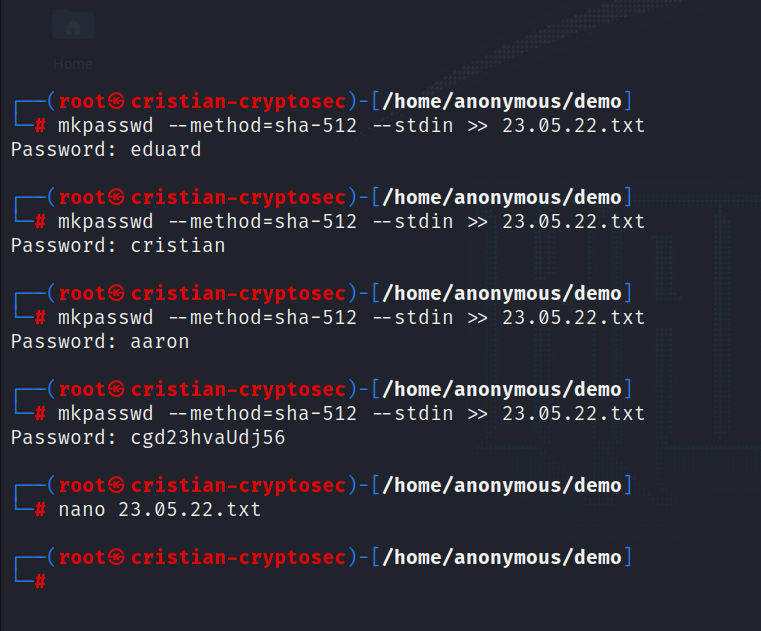 Home
┌──(root㉿cristian-cryptosec)-[/home/anonymous/demo]
└─# mkpasswd --method=sha-512 --stdin >> 23.05.22.txt
Password: eduard
┌──(root㉿cristian-cryptosec)-[/home/anonymous/demo]
└─# mkpasswd --method=sha-512 --stdin >> 23.05.22.txt
Password: cristian
┌──(root㉿cristian-cryptosec)-[/home/anonymous/demo]
└─# mkpasswd --method=sha-512 --stdin >> 23.05.22.txt
Password: aaron
┌──(root㉿cristian-cryptosec)-[/home/anonymous/demo]
└─# mkpasswd --method=sha-512 --stdin >> 23.05.22.txt
Password: cgd23hvaUdj56
┌──(root㉿cristian-cryptosec)-[/home/anonymous/demo]
└─# nano 23.05.22.txt
┌──(root㉿cristian-cryptosec)-[/home/anonymous/demo]
└─#